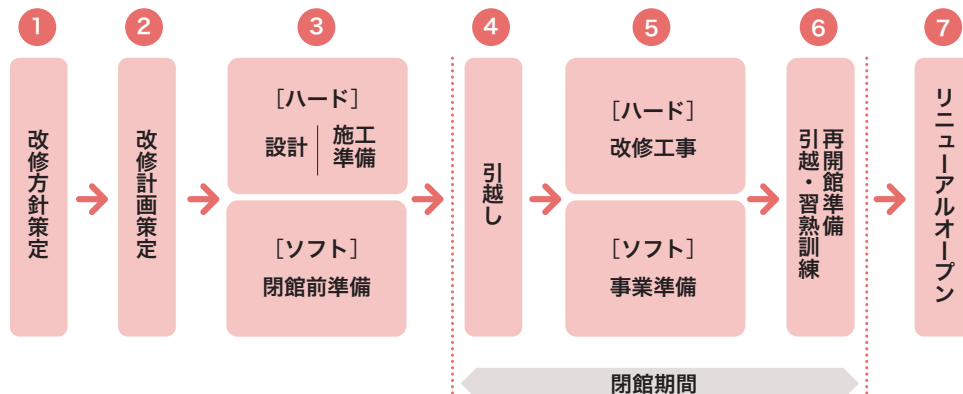 1
改修方針策定
2
改修計画策定
3
［ハード］
設計
施工
準備
［ソフト］
閉館前準備
4
引越し
5
［ハード］
改修工事
［ソフト］
事業準備
6
再開館準備
引越・習熟訓練
7
リニューアルオープン
閉館期間